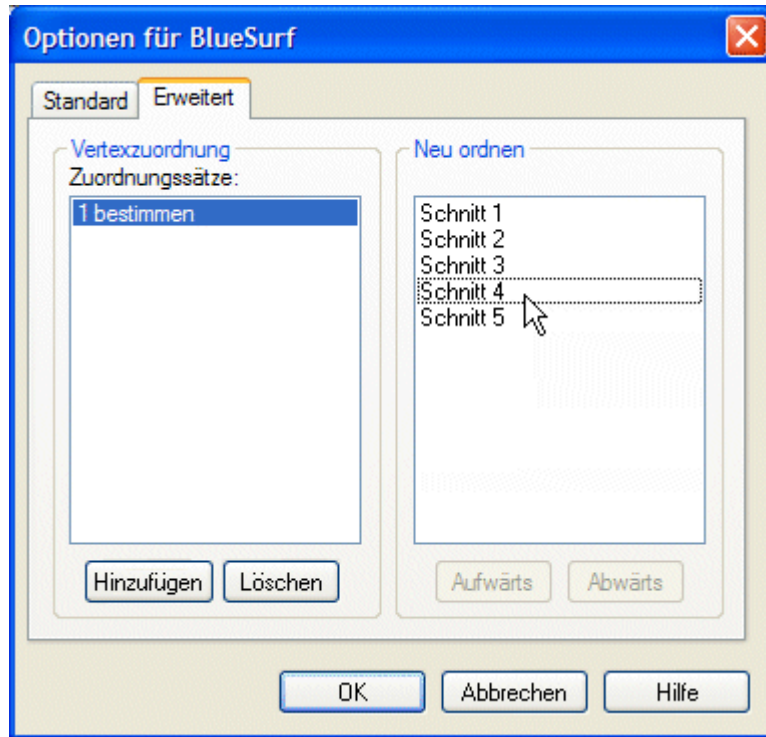 Optionen für BlueSurf
Standard
Erweitert
Vertexzuordnung
Zuordnungssätze:
1 bestimmen
Hinzufügen
Löschen
Neu ordnen
Schnitt 1
Schnitt 2
Schnitt 3
Schnitt 4
Schnitt 5
Aufwärts
Abwärts
OK
Abbrechen
Hilfe